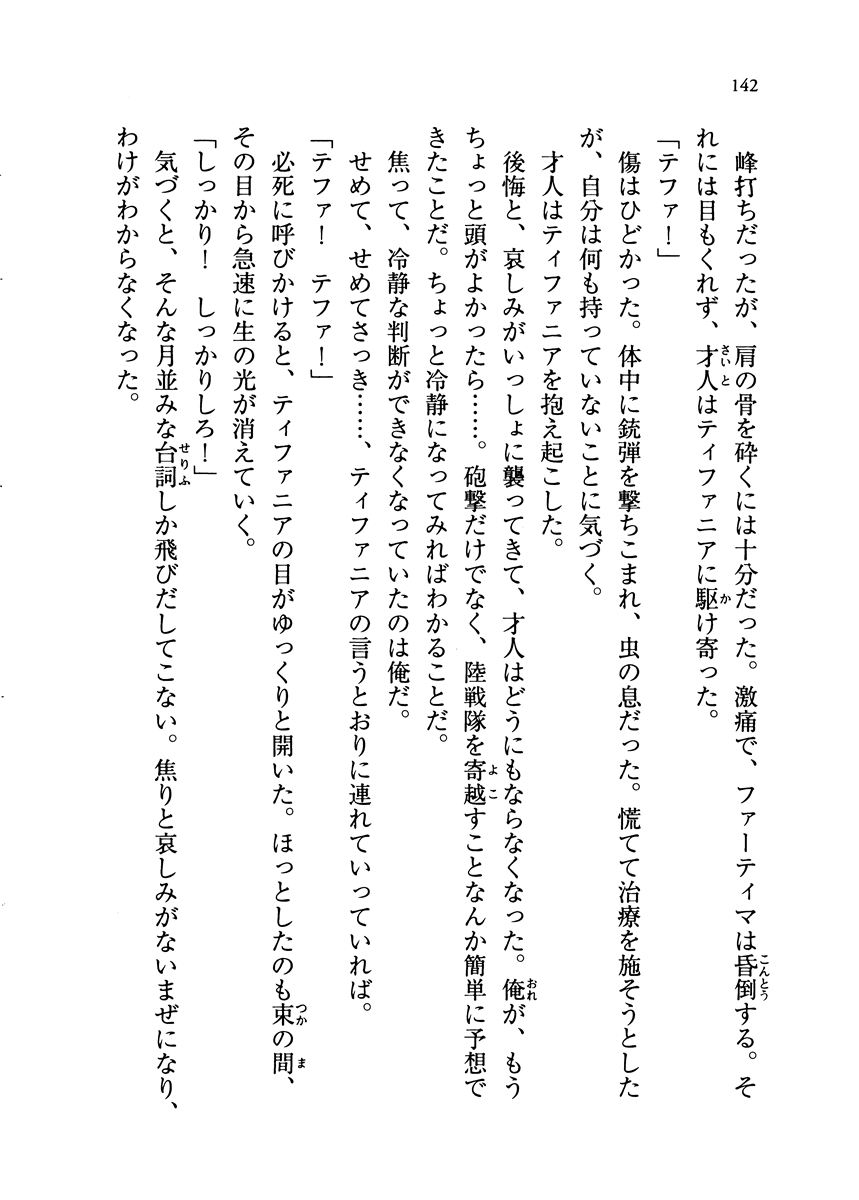 142
峰打ちだったが、肩の骨を砕くには十分だった。激痛で、ファーティマは昏倒する。そ
れには目もくれず、才人はティファニアに駆け寄った。
「テファ！」
傷はひどかった。体中に銃弾を撃ちこまれ、虫の息だった。慌てて治療を施そうとした
が、自分は何も持っていないことに気づく。
才人はティファニアを抱え起こした。
後悔と、哀しみがいっしょに襲ってきて、才人はどうにもならなくなった。俺が、もう
ちょっと頭がよかったら……。砲撃だけでなく、陸戦隊を寄越すことなんか簡単に予想で
きたことだ。ちょっと冷静になってみればわかることだ。
焦って、冷静な判断ができなくなっていたのは俺だ。
せめて、せめてさっき……、ティファニアの言うとおりに連れていっていれば。
「テファ！　テファ！」
必死に呼びかけると、ティファニアの目がゆっくりと開いた。ほっとしたのも束の間、
その目から急速に生の光が消えていく。
「しっかり！　しっかりしろ！」
気づくと、そんな月並みな台詞しか飛びだしてこない。焦りと哀しみがないまぜになり、
わけがわからなくなった。